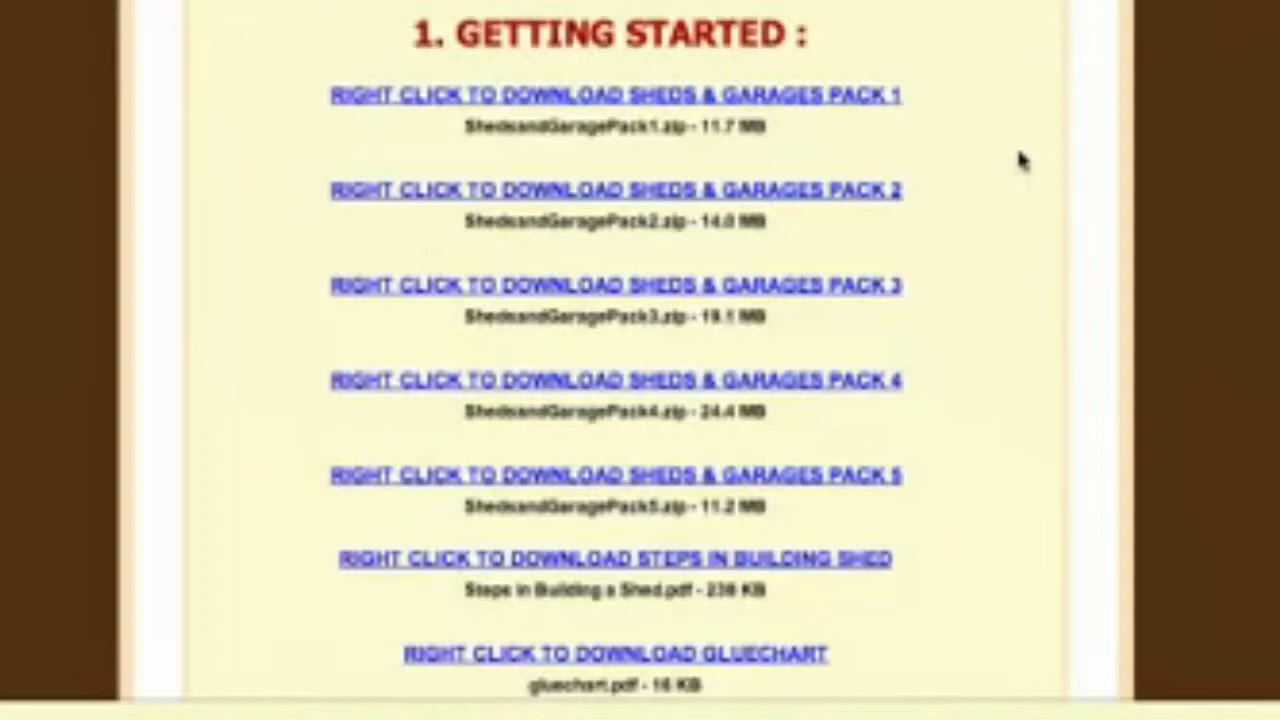 1. GETTING STARTED :
RIGHT CLICK TO DOWNLOAD SHEDS & GARAGES PACK 1
ShedsandGaragePack1.zip - 11.7 MB
RIGHT CLICK TO DOWNLOAD SHEDS & GARAGES PACK 2
ShedsandGaragePack2.zip - 14.0 MB
RIGHT CLICK TO DOWNLOAD SHEDS & GARAGES PACK 3
ShedsandGaragePack3.zip - 19.1 MB
RIGHT CLICK TO DOWNLOAD SHEDS & GARAGES PACK 4
ShedsandGaragePack4.zip - 24.4 MB
RIGHT CLICK TO DOWNLOAD SHEDS & GARAGES PACK 5
ShedsandGaragePack5.zip - 11.2 MB
RIGHT CLICK TO DOWNLOAD STEPS IN BUILDING SHED
Steps in Building a Shed.pdf - KB
RIGHT CLICK TO DOWNLOAD GLUECHART
gluechart.pdf - 16 KB